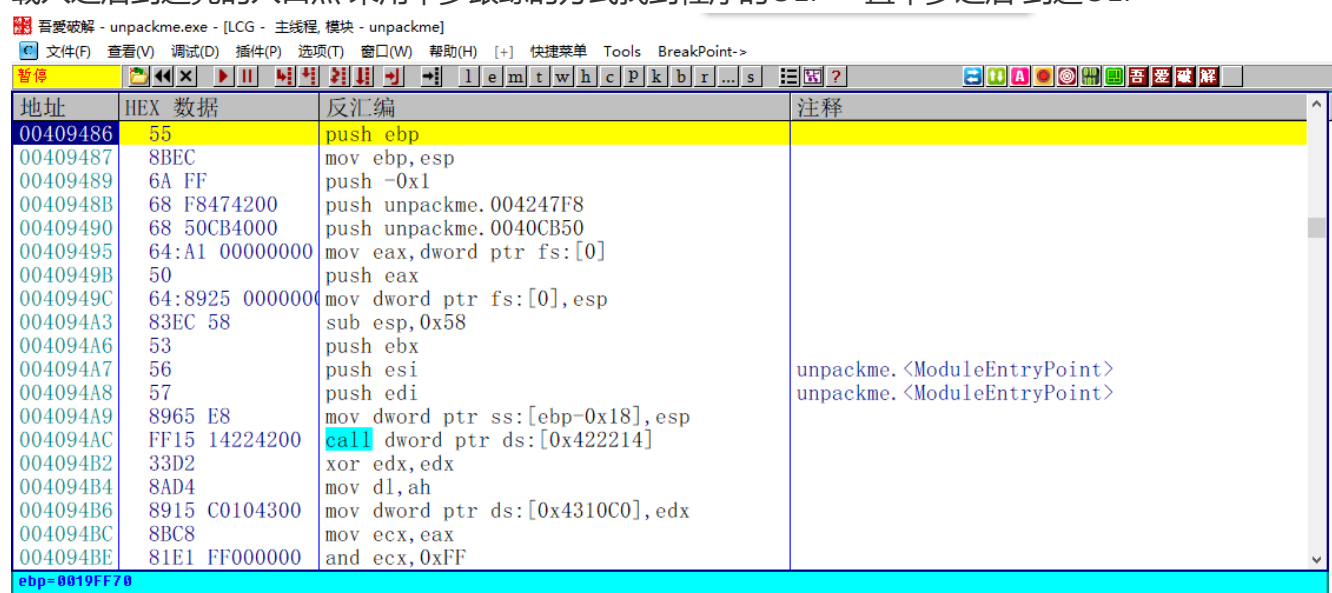 吾爱破解 - unpackme.exe - [LCG - 主线程, 模块 - unpackme]
文件(F) 查看(V) 调试(D) 插件(P) 选项(T) 窗口(W) 帮助(H) [+] 快捷菜单 Tools BreakPoint->
暂停 l e m t w h c P k b r ... s ? 吾 爱 破 解
地址 HEX 数据 反汇编 注释
00409486 55 push ebp
00409487 8BEC mov ebp,esp
00409489 6A FF push -0x1
0040948B 68 F8474200 push unpackme.004247F8
00409490 68 50CB4000 push unpackme.0040CB50
00409495 64:A1 00000000 mov eax,dword ptr fs:[0]
0040949B 50 push eax
0040949C 64:8925 0000000 mov dword ptr fs:[0],esp
004094A3 83EC 58 sub esp,0x58
004094A6 53 push ebx
004094A7 56 push esi unpackme.<ModuleEntryPoint>
004094A8 57 push edi unpackme.<ModuleEntryPoint>
004094A9 8965 E8 mov dword ptr ss:[ebp-0x18],esp
004094AC FF15 14224200 call dword ptr ds:[0x422214]
004094B2 33D2 xor edx,edx
004094B4 8AD4 mov dl,ah
004094B6 8915 C0104300 mov dword ptr ds:[0x4310C0],edx
004094BC 8BC8 mov ecx,eax
004094BE 81E1 FF000000 and ecx,0xFF
ebp=0019FF70